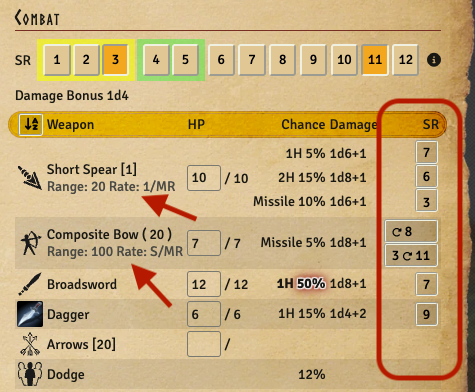 Combat
SR 1 2 3 4 5 6 7 8 9 10 11 12
Damage Bonus 1d4
Weapon HP Chance Damage SR
1H 5% 1d6+1 7
Short Spear [1] 10 / 10 2H 15% 1d8+1 6
Range: 20 Rate: 1/MR
Missile 10% 1d6+1 3
Composite Bow ( 20 ) 7 / 7 Missile 5% 1d8+1 8
Range: 100 Rate: S/MR 3 11
Broadsword 12 / 12 1H 50% 1d8+1 7
Dagger 6 / 6 1H 15% 1d4+2 9
Arrows [20] /
Dodge 12%